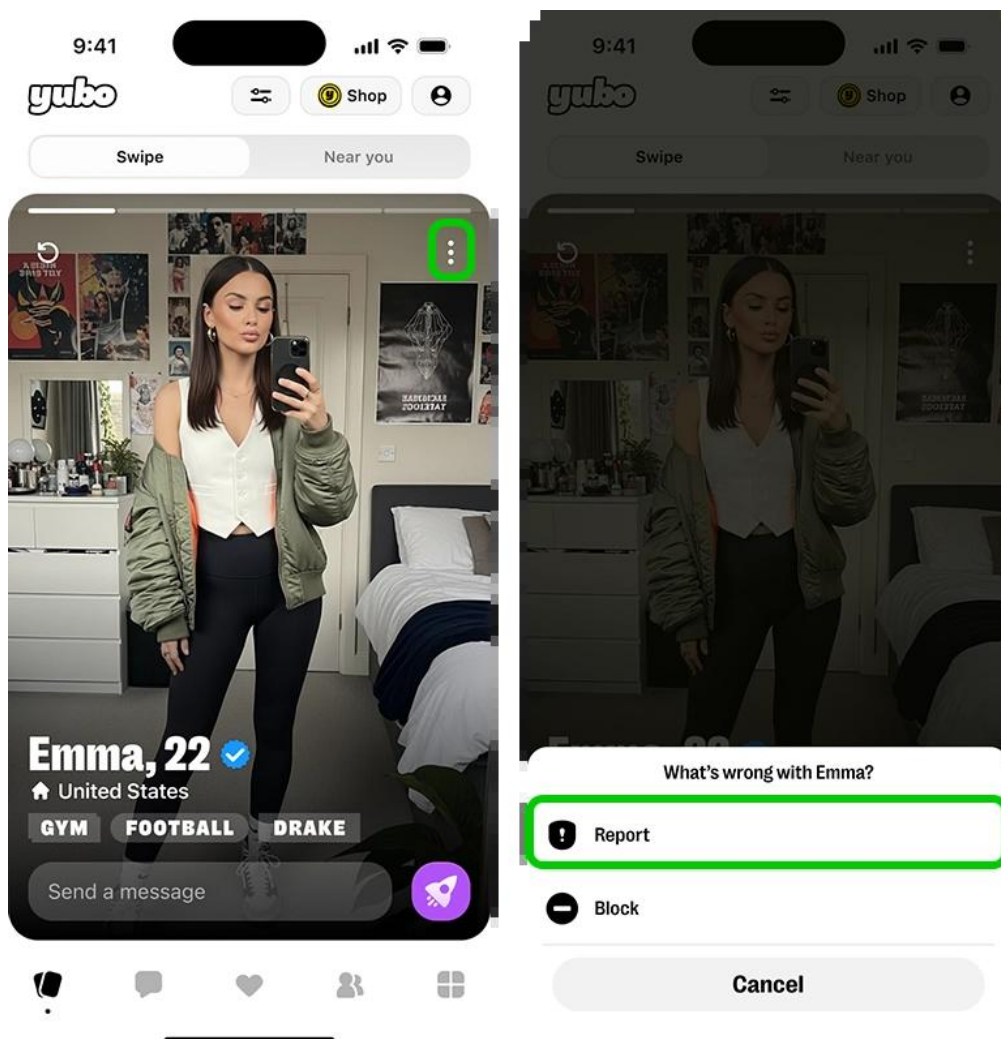 9:41
yubo
Shop
Swipe
Near you
Emma, 22
United States
GYM
FOOTBALL
DRAKE
Send a message
9:41
yubo
Shop
Swipe
Near you
What's wrong with Emma?
Report
Block
Cancel